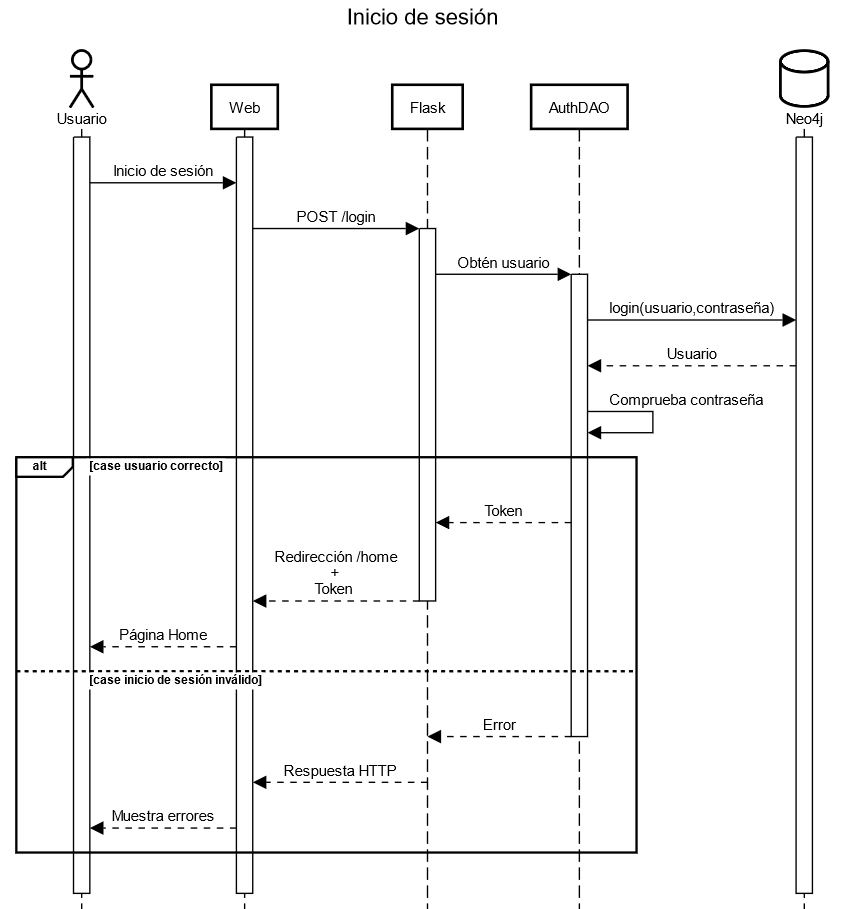 Inicio de sesión
Usuario
Web
Flask
AuthDAO
Neo4j
Inicio de sesión
POST /login
Obtén usuario
login(usuario,contraseña)
Usuario
Comprueba contraseña
alt
[case usuario correcto]
Token
Redirección /home
+
Token
Página Home
[case inicio de sesión inválido]
Error
Respuesta HTTP
Muestra errores